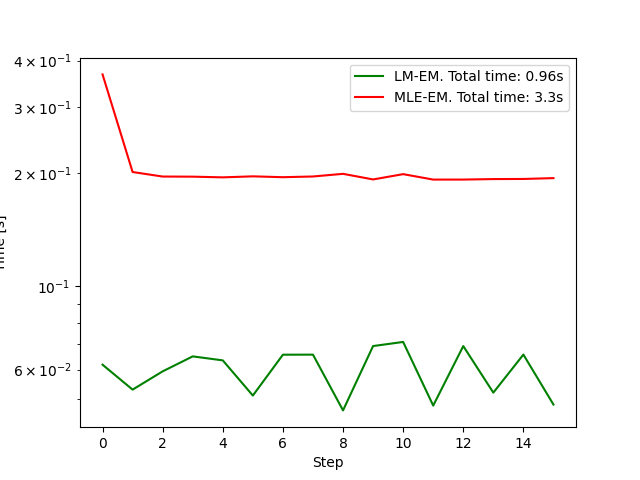 4 × 10⁻¹
3 × 10⁻¹
2 × 10⁻¹
10⁻¹
6 × 10⁻²
LM-EM. Total time: 0.96s
MLE-EM. Total time: 3.3s
0 2 4 6 8 10 12 14
Step